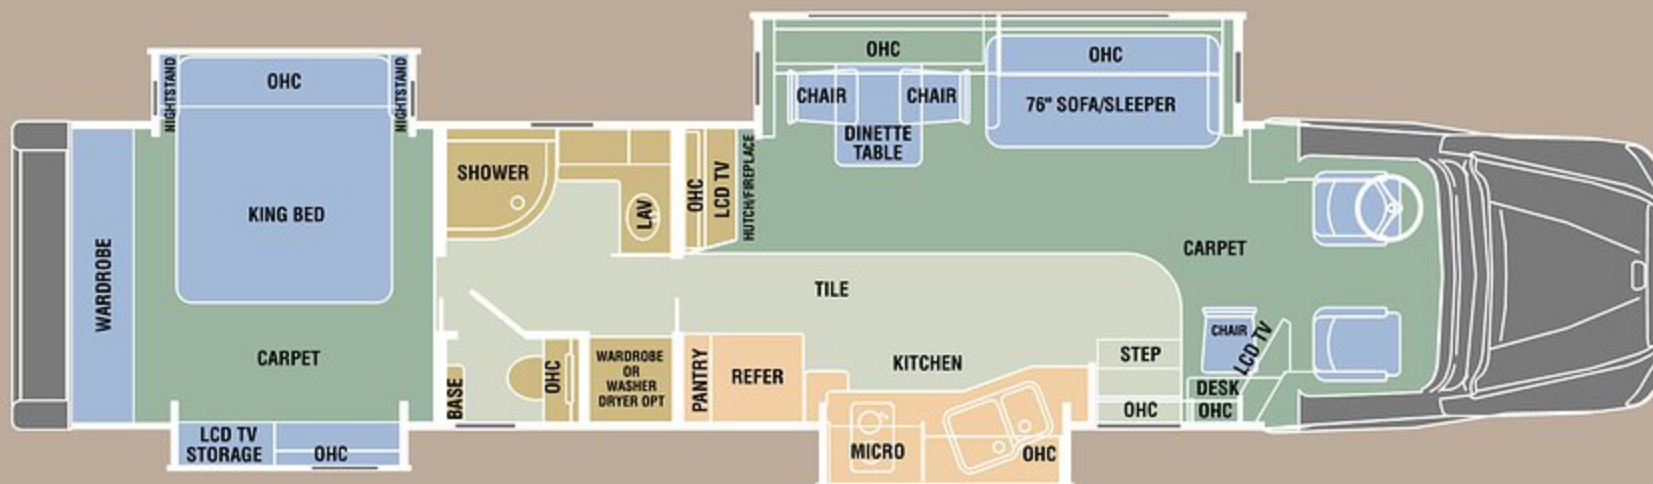 NIGHTSTAND
OHC
NIGHTSTAND
WARDROBE
KING BED
CARPET
LCD TV
STORAGE
OHC
SHOWER
LAV
BASE
OHC
WARDROBE
OR
WASHER
DRYER OPT
OHC
LCD TV
HUTCH/FIREPLACE
OHC
CHAIR
CHAIR
DINETTE
TABLE
OHC
76" SOFA/SLEEPER
TILE
CARPET
PANTRY
REFER
KITCHEN
MICRO
OHC
STEP
OHC
CHAIR
LCD TV
DESK
OHC